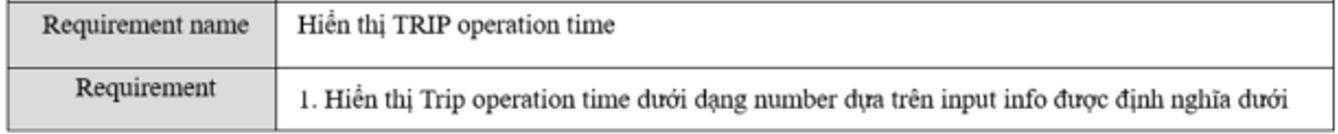 Requirement name
Hiển thị TRIP operation time
Requirement
1. Hiển thị Trip operation time dưới dạng number dựa trên input info được định nghĩa dưới